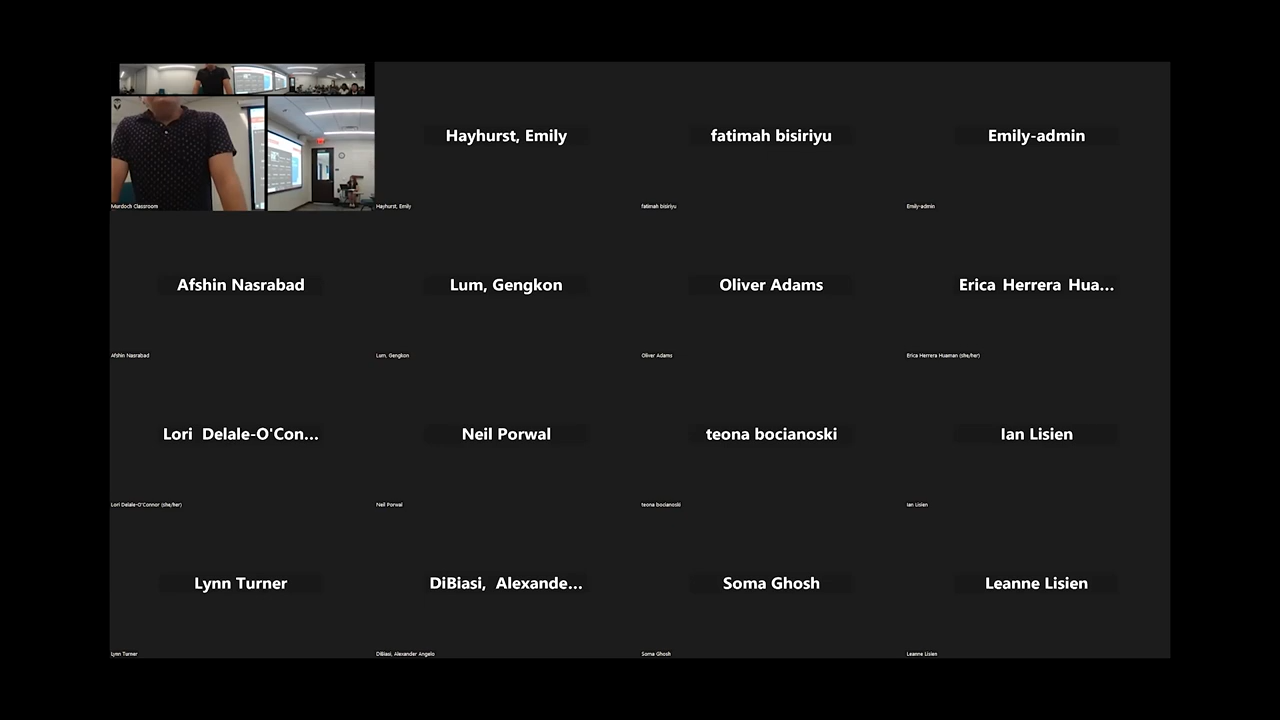 Murdoch Classroom
Hayhurst, Emily
Hayhurst, Emily
fatimah bisiriyu
fatimah bisiriyu
Emily-admin
Emily-admin
Afshin Nasrabad
Afshin Nasrabad
Lum, Gengkon
Lum, Gengkon
Oliver Adams
Oliver Adams
Erica Herrera Hua...
Erica Herrera Huaman (she/her)
Lori Delale-O'Con...
Lori Delale-O'Connor (she/her)
Neil Porwal
Neil Porwal
teona bocianoski
teona bocianoski
Ian Lisien
Ian Lisien
Lynn Turner
Lynn Turner
DiBiasi, Alexande...
DiBiasi, Alexander Angelo
Soma Ghosh
Soma Ghosh
Leanne Lisien
Leanne Lisien